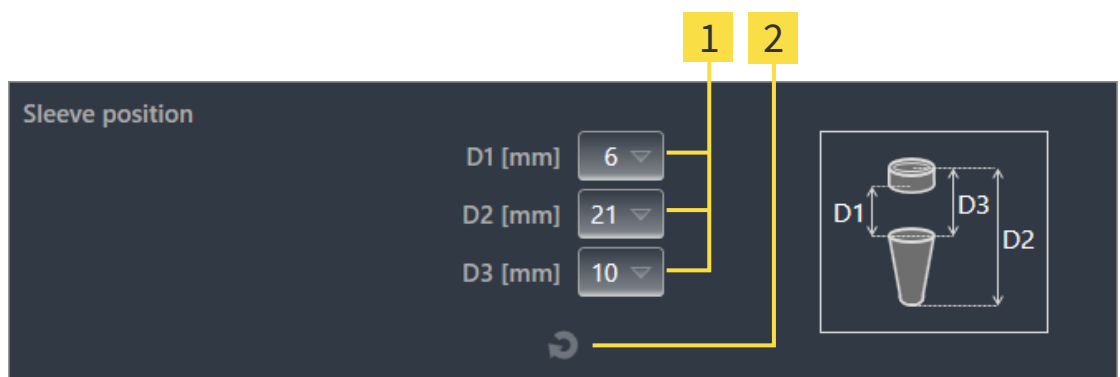 1 2
Sleeve position
D1 [mm] 6
D2 [mm] 21
D3 [mm] 10
D1 D3
D2